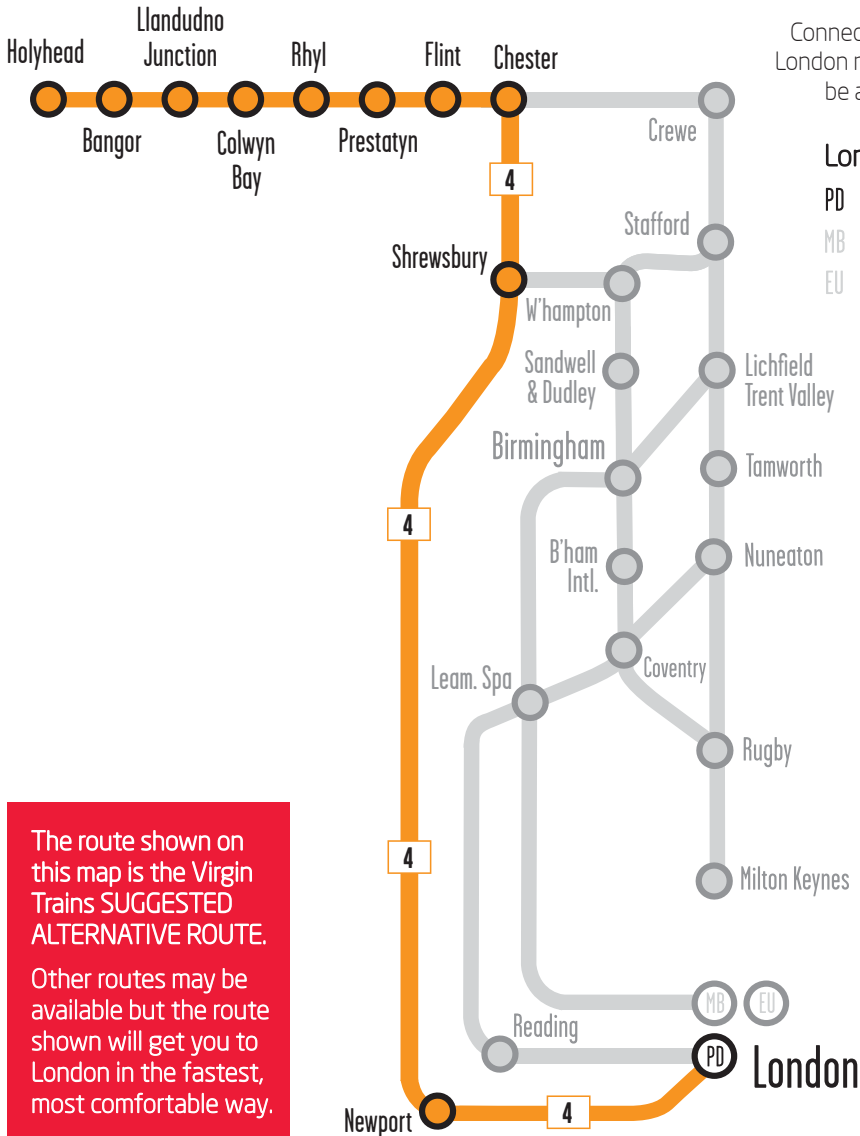 Llandudno
Junction
Holyhead
Rhyl
Flint
Chester
Bangor
Colwyn
Bay
Prestatyn
Crewe
4
Stafford
Shrewsbury
W'hampton
Sandwell
& Dudley
Lichfield
Trent Valley
Birmingham
Tamworth
4
B'ham
Intl.
Nuneaton
Coventry
Leam. Spa
Rugby
4
Milton Keynes
MB
EU
Reading
PD
London
Newport
4
Connec
London r
be a
Lon
PD
MB
EU
The route shown on
this map is the Virgin
Trains SUGGESTED
ALTERNATIVE ROUTE.
Other routes may be
available but the route
shown will get you to
London in the fastest,
most comfortable way.